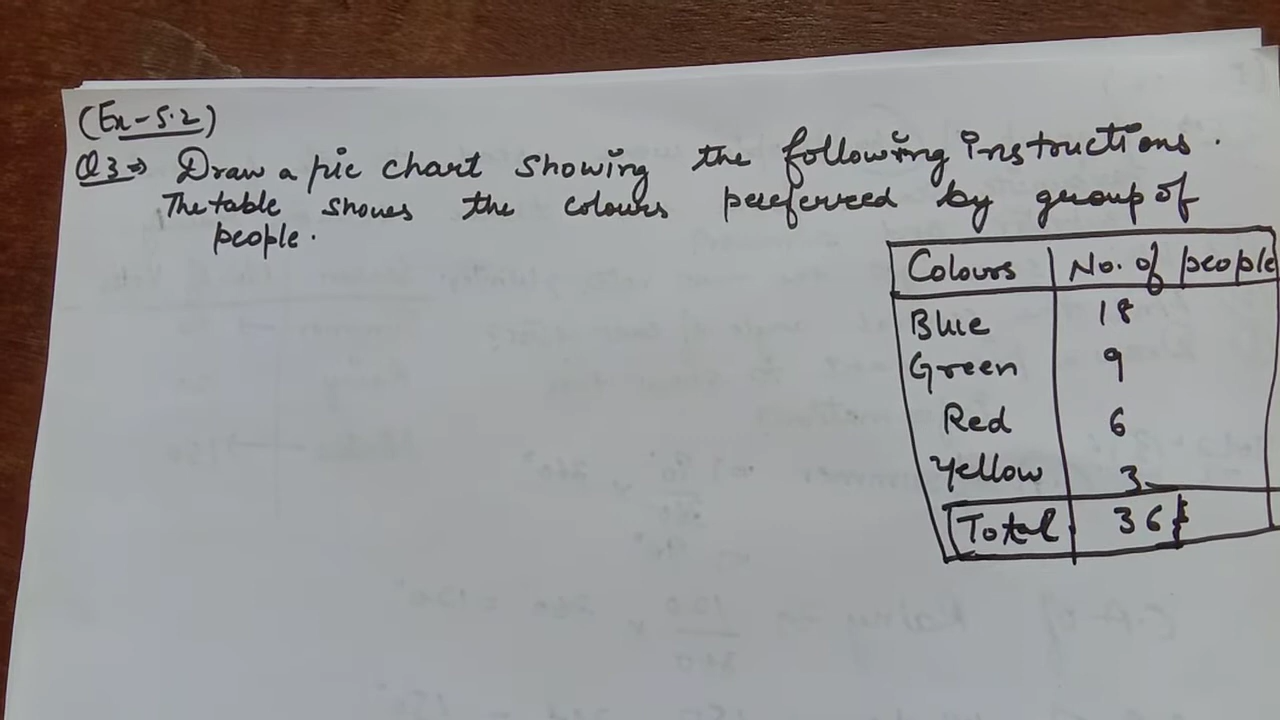 (Ex-5.2)
Q3⇒ Draw a pie chart showing the following instructions.
The table shows the colours preferred by group of
people.
Colours No. of people
Blue 18
Green 9
Red 6
Yellow 3
Total 36